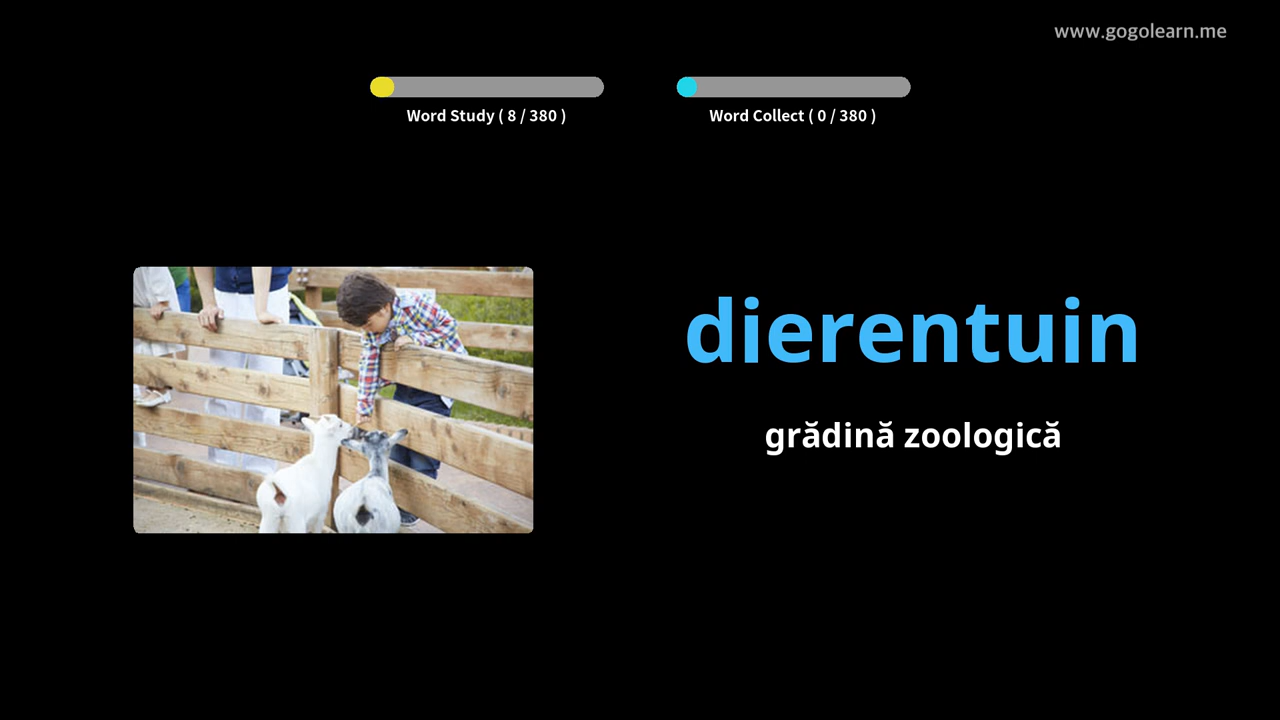 www.gogolearn.me
Word Study ( 8 / 380 )
Word Collect ( 0 / 380 )
dierentuin
grădină zoologică